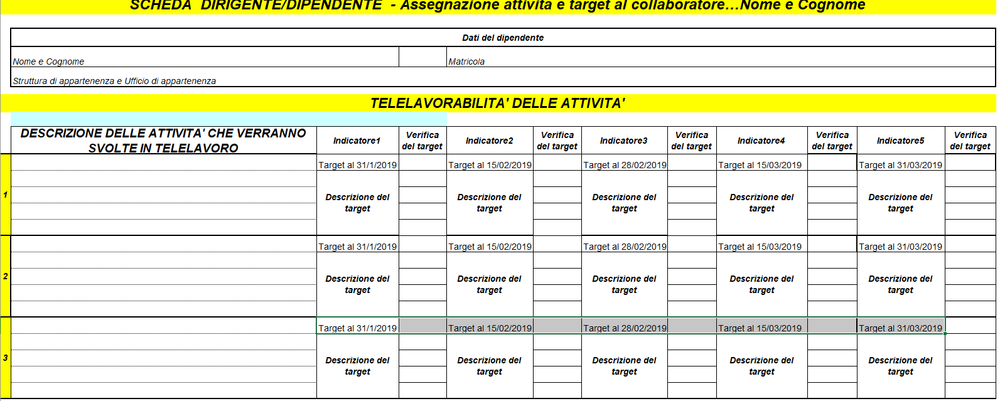 SCHEDA DIRIGENTE/DIPENDENTE - Assegnazione attività e target al collaboratore...Nome e Cognome
Dati del dipendente
Nome e Cognome Matricola
Struttura di appartenenza e Ufficio di appartenenza
TELELAVORABILITA' DELLE ATTIVITA'
DESCRIZIONE DELLE ATTIVITA' CHE VERRANNO
SVOLTE IN TELELAVORO
Indicatore1
Verifica
del target
Indicatore2
Verifica
del target
Indicatore3
Verifica
del target
Indicatore4
Verifica
del target
Indicatore5
Verifica
del target
1
Target al 31/1/2019 Target al 15/02/2019 Target al 28/02/2019 Target al 15/03/2019 Target al 31/03/2019
Descrizione del Descrizione del Descrizione del Descrizione del Descrizione del
target target target target target
2
Target al 31/1/2019 Target al 15/02/2019 Target al 28/02/2019 Target al 15/03/2019 Target al 31/03/2019
Descrizione del Descrizione del Descrizione del Descrizione del Descrizione del
target target target target target
3
Target al 31/1/2019 Target al 15/02/2019 Target al 28/02/2019 Target al 15/03/2019 Target al 31/03/2019
Descrizione del Descrizione del Descrizione del Descrizione del Descrizione del
target target target target target